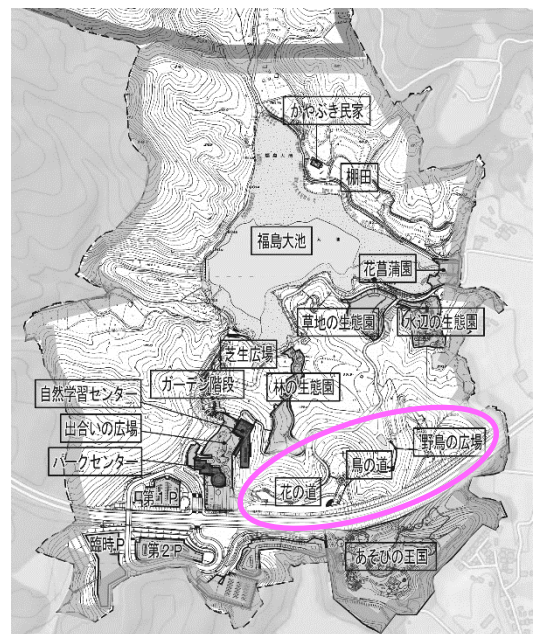 かやぶき民家
棚田
福島大池
花菖蒲園
草地の生態園
水辺の生態園
芝生広場
ガーデン階段
林の生態園
自然学習センター
出合いの広場
パークセンター
野鳥の広場
鳥の道
花の道
第1P
臨時P
第2P
あそびの王国